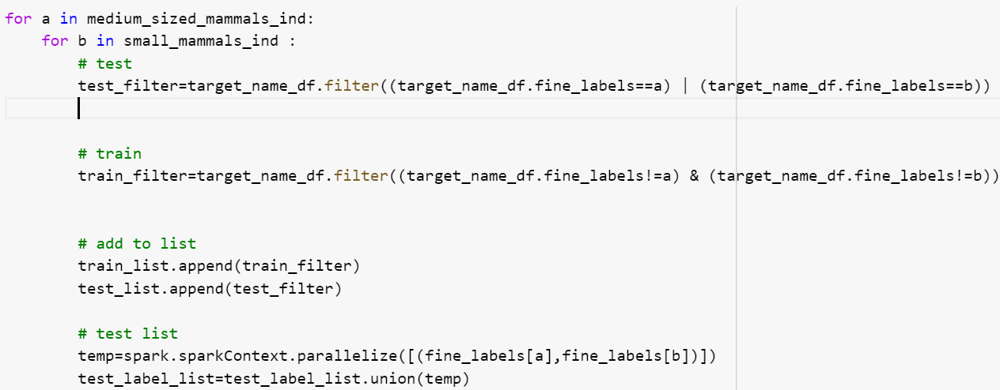 for a in medium_sized_mammals_ind:
    for b in small_mammals_ind :
        # test
        test_filter=target_name_df.filter((target_name_df.fine_labels==a) | (target_name_df.fine_labels==b))
        # train
        train_filter=target_name_df.filter((target_name_df.fine_labels!=a) & (target_name_df.fine_labels!=b))
        # add to list
        train_list.append(train_filter)
        test_list.append(test_filter)
        # test list
        temp=spark.sparkContext.parallelize([(fine_labels[a],fine_labels[b])])
        test_label_list=test_label_list.union(temp)